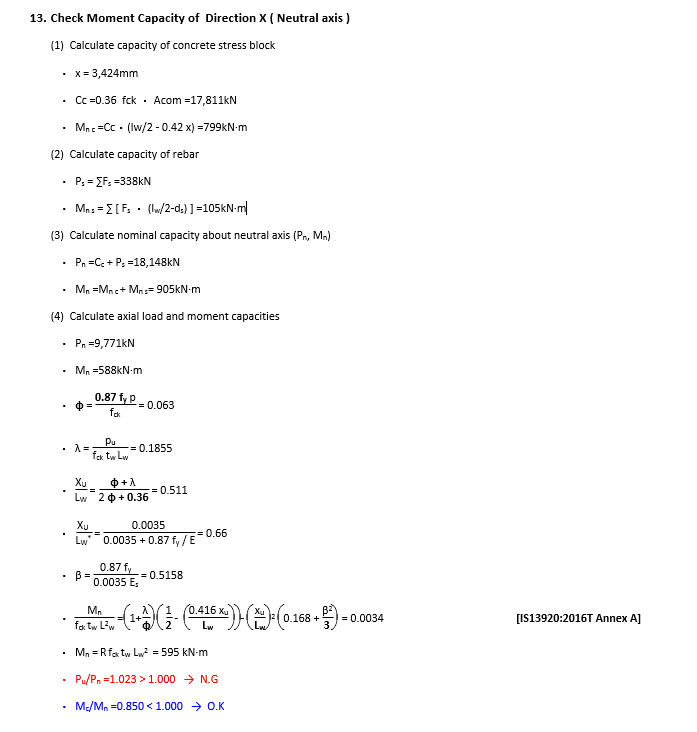 13. Check Moment Capacity of Direction X ( Neutral axis )
(1) Calculate capacity of concrete stress block
・ x = 3,424mm
・ Cc =0.36 fck ・ Acom =17,811kN
・ Mₙ c =Cc・ (lw/2 - 0.42 x) =799kN·m
(2) Calculate capacity of rebar
・ Pₛ = ∑Fₛ =338kN
・ Mₙ ₛ = ∑ [ Fₛ ・ (lw/2-dₛ) ] =105kN·m
(3) Calculate nominal capacity about neutral axis (Pₙ, Mₙ)
・ Pₙ =Cc + Pₛ =18,148kN
・ Mₙ =Mₙ c + Mₙ ₛ= 905kN·m
(4) Calculate axial load and moment capacities
・ Pₙ =9,771kN
・ Mₙ =588kN·m
・ ϕ = 0.87 fy p / fck = 0.063
・ λ = Pu / fck tw Lw = 0.1855
・ Xu / Lw = ϕ + λ / 2 ϕ + 0.36 = 0.511
・ Xu / Lw* = 0.0035 / 0.0035 + 0.87 fy / E = 0.66
・ β = 0.87 fy / 0.0035 Eₛ = 0.5158
・ Mn / fck tw L²w = (1+ λ/ϕ)(1/2 - (0.416 xu / Lw))-(xu / Lw)²(0.168 + β²/3) = 0.0034 [IS13920:2016T Annex A]
・ Mₙ = R fck tw Lw² = 595 kN·m
・ Pu/Pₙ =1.023 > 1.000 → N.G
・ Mc/Mₙ =0.850 < 1.000 → O.K